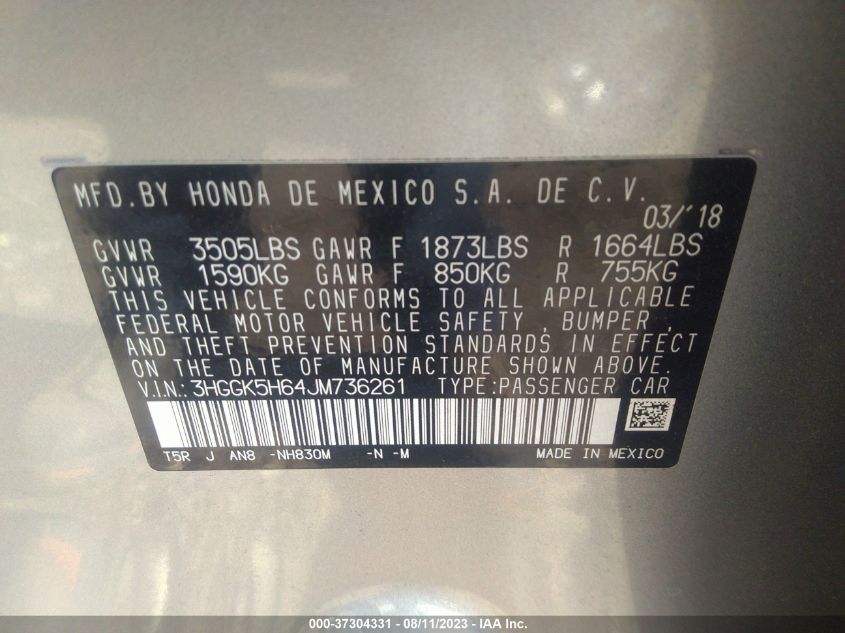 MFD. BY HONDA DE MEXICO S.A. DE C.V.
03/'18
GVWR 3505LBS GAWR F 1873LBS R 1664LBS
GVWR 1590KG GAWR F 850KG R 755KG
THIS VEHICLE CONFORMS TO ALL APPLICABLE
FEDERAL MOTOR VEHICLE SAFETY , BUMPER ,
AND THEFT PREVENTION STANDARDS IN EFFECT
ON THE DATE OF MANUFACTURE SHOWN ABOVE.
V.I.N.: 3HGGK5H64JM736261 TYPE:PASSENGER CAR
T5R J AN8 -NH830M -N -M MADE IN MEXICO
000-37304331 - 08/11/2023 - IAA Inc.